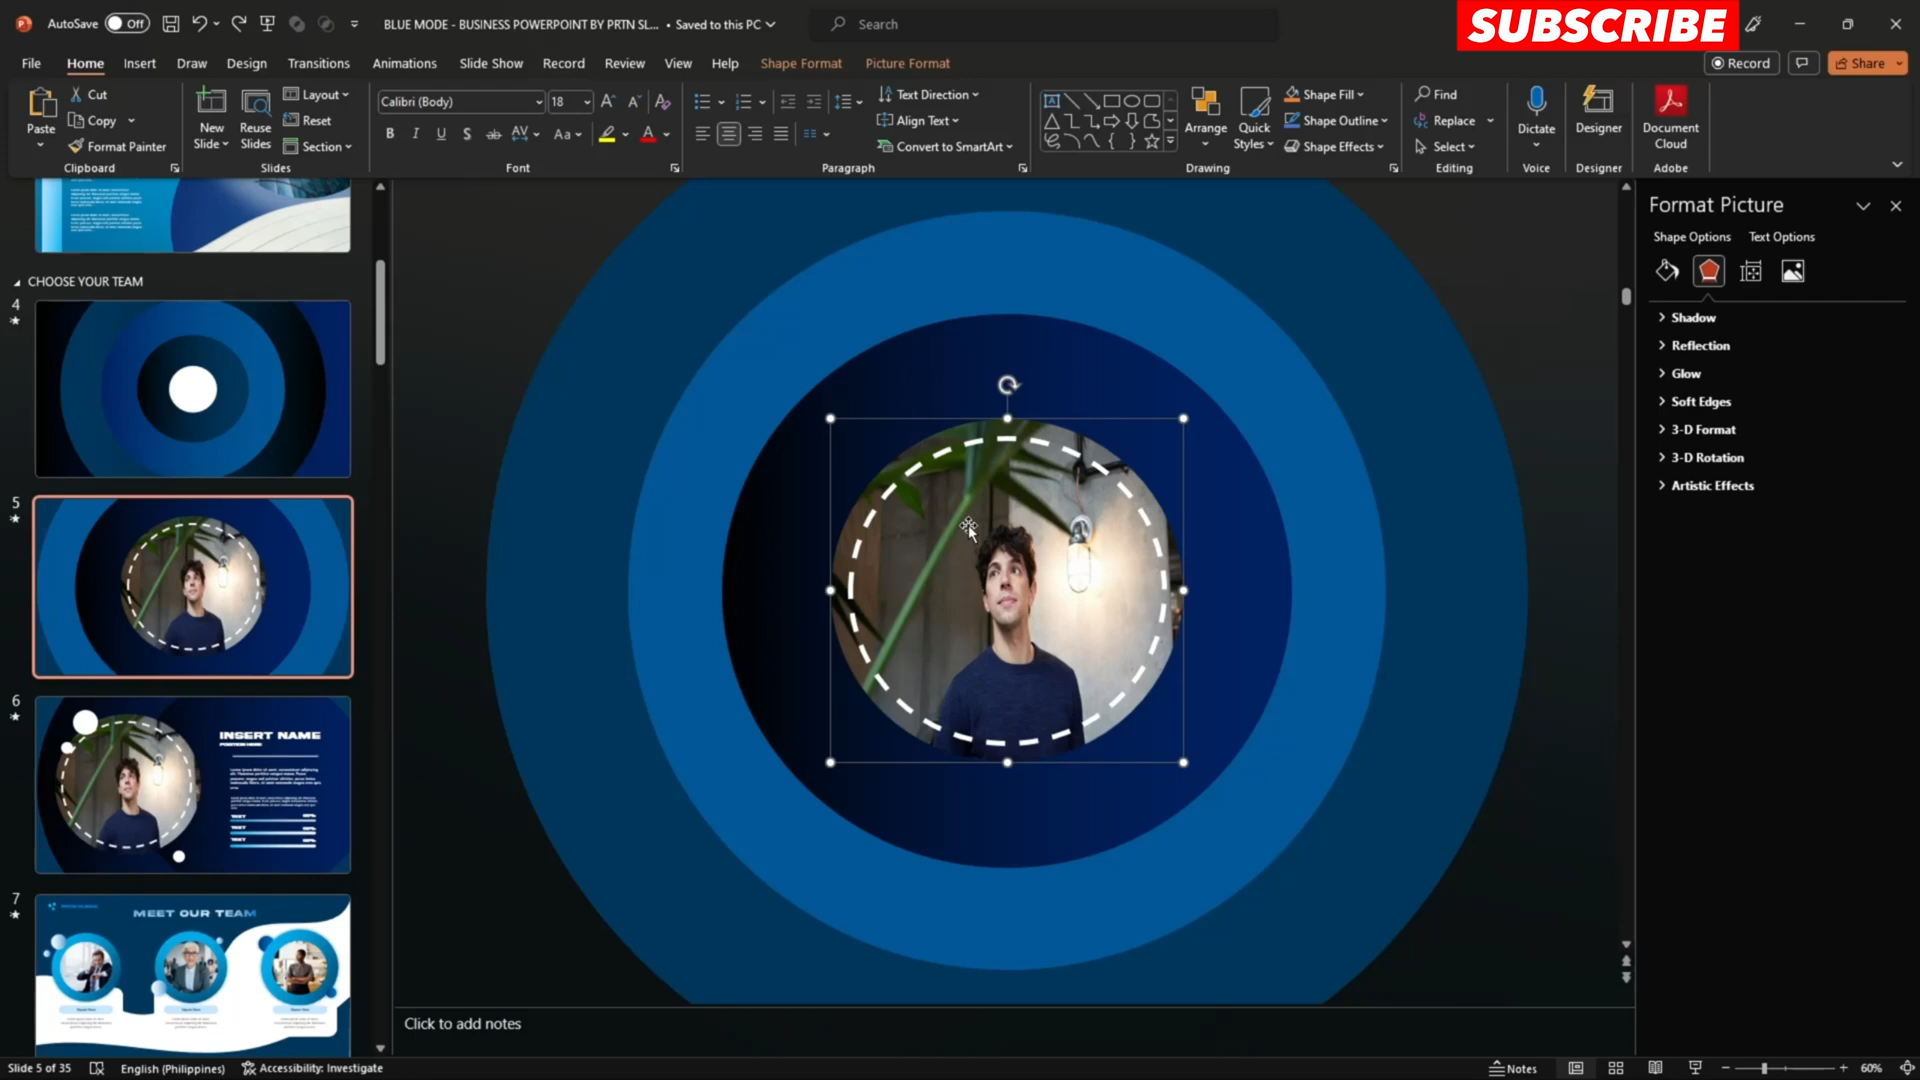 AutoSave Off BLUE MODE - BUSINESS POWERPOINT BY PRTN SL... • Saved to this PC Search SUBSCRIBE
File Home Insert Draw Design Transitions Animations Slide Show Record Review View Help Shape Format Picture Format Record Share
Paste
Cut
Copy
Format Painter
Clipboard
New Slide
Reuse Slides
Layout
Reset
Section
Slides
Calibri (Body) 18
B I U S ab AV Aa A
Font
Text Direction
Align Text
Convert to SmartArt
Paragraph
Arrange
Quick Styles
Shape Fill
Shape Outline
Shape Effects
Drawing
Find
Replace
Select
Editing
Dictate
Voice
Designer
Designer
Document Cloud
Adobe
CHOOSE YOUR TEAM
4
5
6
INSERT NAME
TEXT
TEXT
TEXT
7
MEET OUR TEAM
Format Picture
Shape Options Text Options
Shadow
Reflection
Glow
Soft Edges
3-D Format
3-D Rotation
Artistic Effects
Click to add notes
Slide 5 of 35 English (Philippines) Accessibility: Investigate Notes 60%